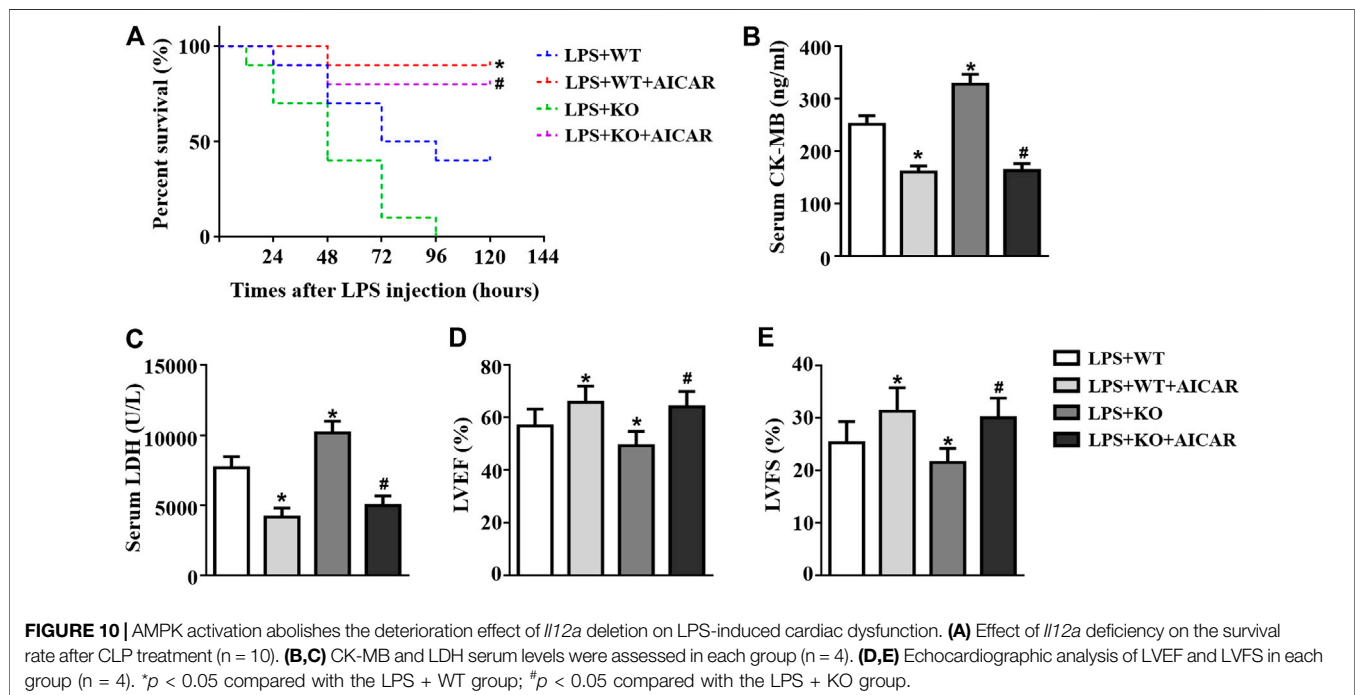 A
Percent survival (%)
100
50
0
24 48 72 96 120 144
Times after LPS injection (hours)
*
#
LPS+WT
LPS+WT+AICAR
LPS+KO
LPS+KO+AICAR
B
Serum CK-MB (ng/ml)
400
300
200
100
0
*
*
#
C
Serum LDH (U/L)
15000
10000
5000
0
*
*
#
D
LVEF (%)
80
60
40
20
0
*
*
#
E
LVFS (%)
40
30
20
10
0
*
*
#
LPS+WT
LPS+WT+AICAR
LPS+KO
LPS+KO+AICAR
FIGURE 10 | AMPK activation abolishes the deterioration effect of Il12a deletion on LPS-induced cardiac dysfunction. (A) Effect of Il12a deficiency on the survival
rate after CLP treatment (n = 10). (B,C) CK-MB and LDH serum levels were assessed in each group (n = 4). (D,E) Echocardiographic analysis of LVEF and LVFS in each
group (n = 4). *p < 0.05 compared with the LPS + WT group; #p < 0.05 compared with the LPS + KO group.